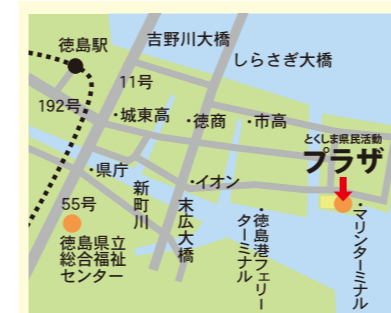 徳島駅
吉野川大橋
しらさぎ大橋
11号
192号
・城東高
・徳商
・市高
とくしま県民活動
プラザ
・県庁
・イオン
新町川
末広大橋
・徳島港フェリー
ターミナル
・マリンターミナル
55号
徳島県立
総合福祉
センター